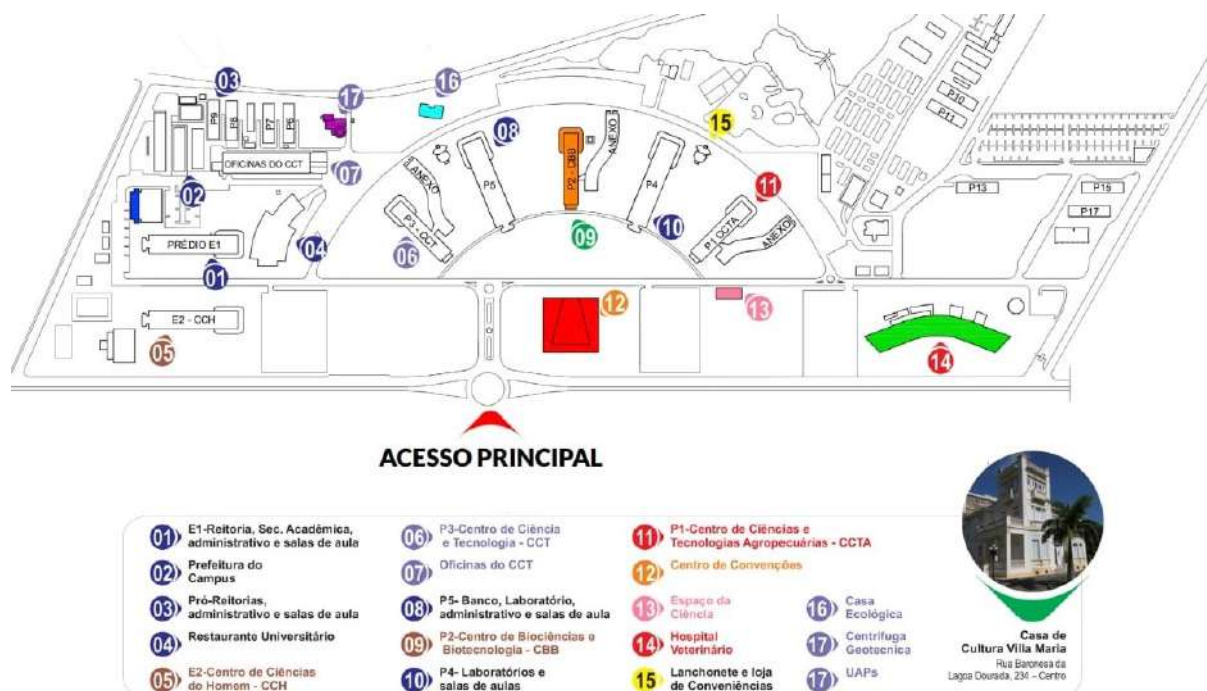 03
17
16
P9
P8
P7
P6
08
15
ANEXO
P10
P11
OFICINAS DO CCT
07
ANEXO
P5
P2 - CBB
P4
11
P13
P16
02
P17
P3 - CCT
P1 CCTA
ANEXO
10
09
PRÉDIO E1
04
06
01
12
13
E2 - CCH
05
14
ACESSO PRINCIPAL
01 E1-Reitoria, Sec. Acadêmica,
administrativo e salas de aula
02 Prefeitura do
Campus
03 Pró-Reitorias,
administrativo e salas de aula
04 Restaurante Universitário
05 E2-Centro de Ciências
do Homem - CCH
06 P3-Centro de Ciência
e Tecnologia - CCT
07 Oficinas do CCT
08 P5- Banco, Laboratório,
administrativo e salas de aula
09 P2-Centro de Biociências e
Biotecnologia - CBB
10 P4- Laboratórios e
salas de aulas
11 P1-Centro de Ciências e
Tecnologias Agropecuárias - CCTA
12 Centro de Convenções
13 Espaço da
Ciência
14 Hospital
Veterinário
15 Lanchonete e loja
de Conveniências
16 Casa
Ecológica
17 Centrífuga
Geotecnica
17 UAPs
Casa de
Cultura Villa Maria
Rua Baronesa da
Lagoa Dourada, 234 – Centro